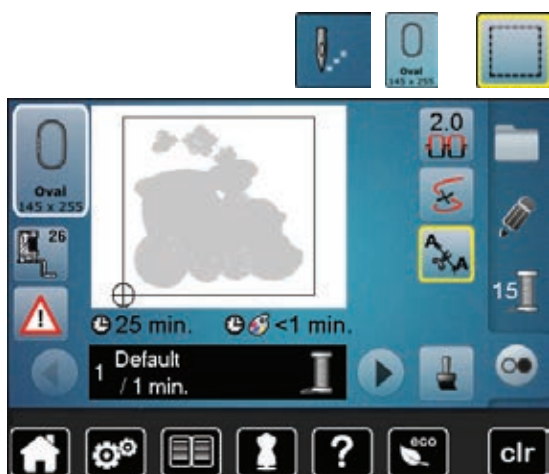 Oval
145 x 255
Oval
145 x 255
2.0
26
A
A
15
25 min.
<1 min.
1 Default
/ 1 min.
?
eco
clr